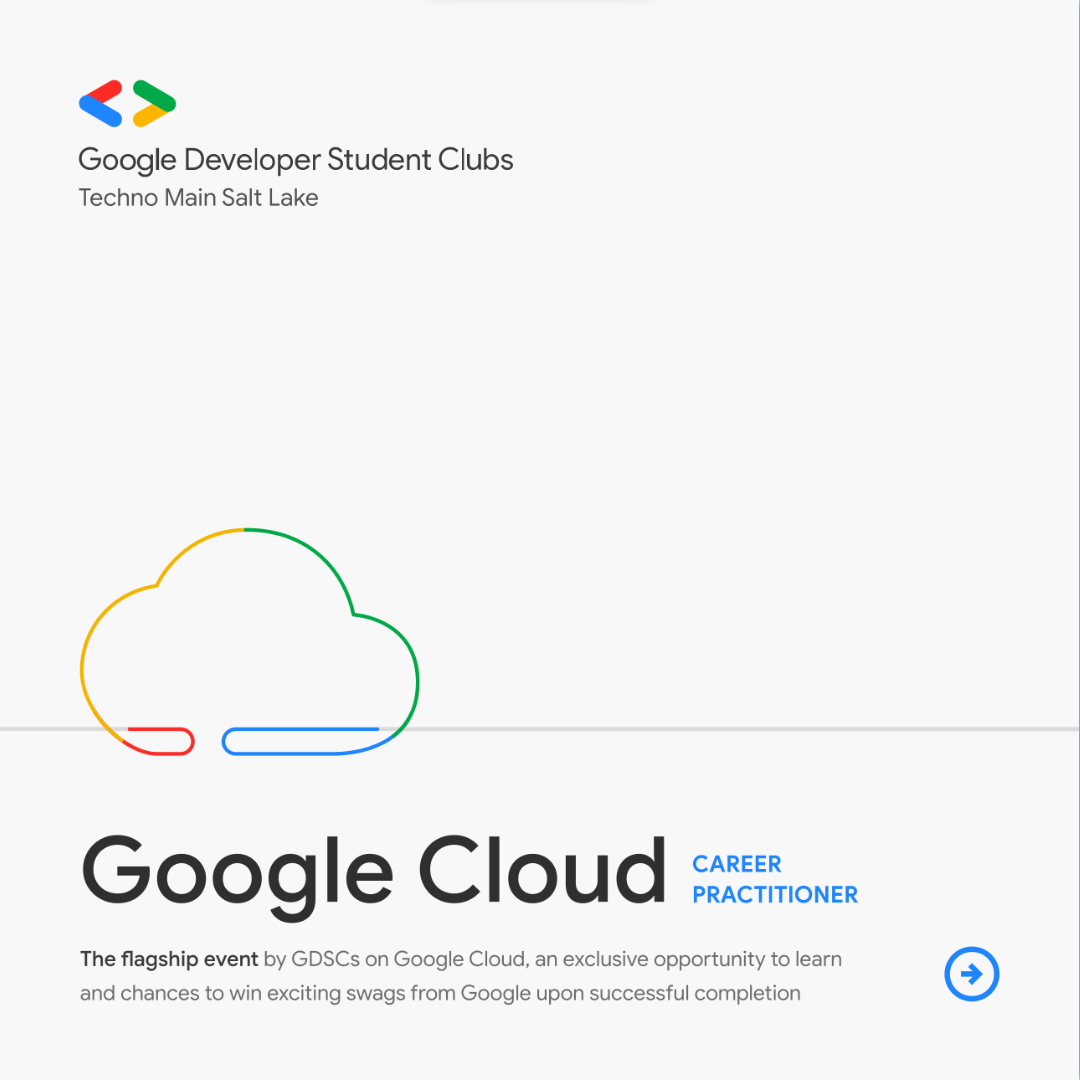 Google Developer Student Clubs
Techno Main Salt Lake
Google Cloud
CAREER
PRACTITIONER
The flagship event by GDSCs on Google Cloud, an exclusive opportunity to learn
and chances to win exciting swags from Google upon successful completion